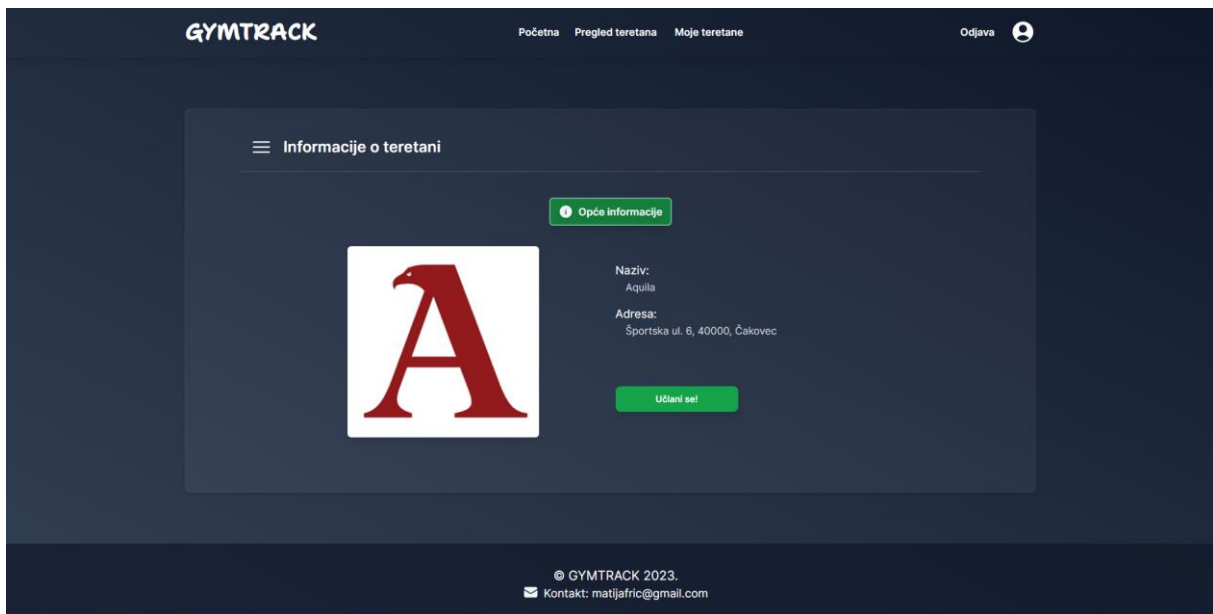 GYMTRACK
Početna Pregled teretana Moje teretane Odjava
Informacije o teretani
Opće informacije
A
Naziv:
Aquila
Adresa:
Športska ul. 6, 40000, Čakovec
Učlani se!
© GYMTRACK 2023.
Kontakt: matijafric@gmail.com